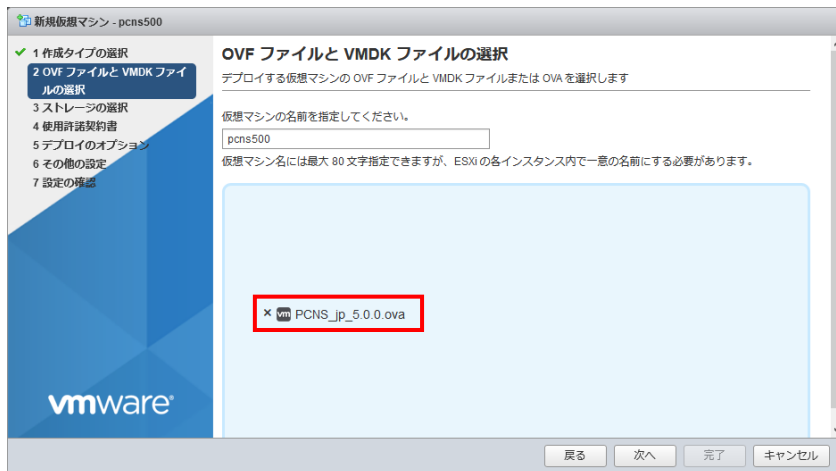 新規仮想マシン - pcns500
1 作成タイプの選択
2 OVF ファイルと VMDK ファイ
ルの選択
3 ストレージの選択
4 使用許諾契約書
5 デプロイのオプション
6 その他の設定
7 設定の確認
vmware®
OVF ファイルと VMDK ファイルの選択
デプロイする仮想マシンの OVF ファイルと VMDK ファイルまたは OVA を選択します
仮想マシンの名前を指定してください。
pcns500
仮想マシン名には最大 80 文字指定できますが、ESXi の各インスタンス内で一意の名前にする必要があります。
× vm PCNS_jp_5.0.0.ova
戻る 次へ 完了 キャンセル